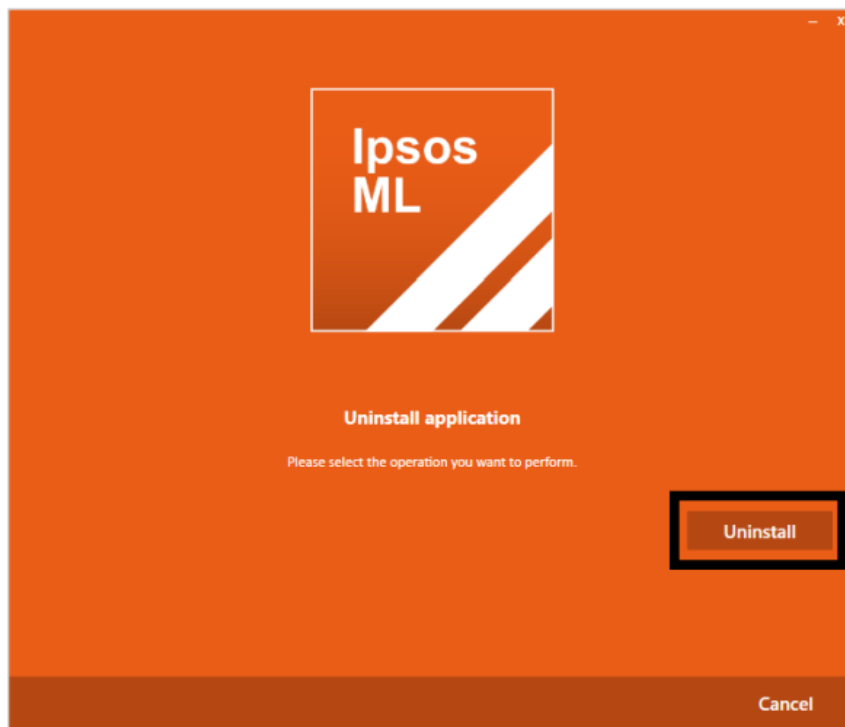 – x
Ipsos
ML
Uninstall application
Please select the operation you want to perform.
Uninstall
Cancel